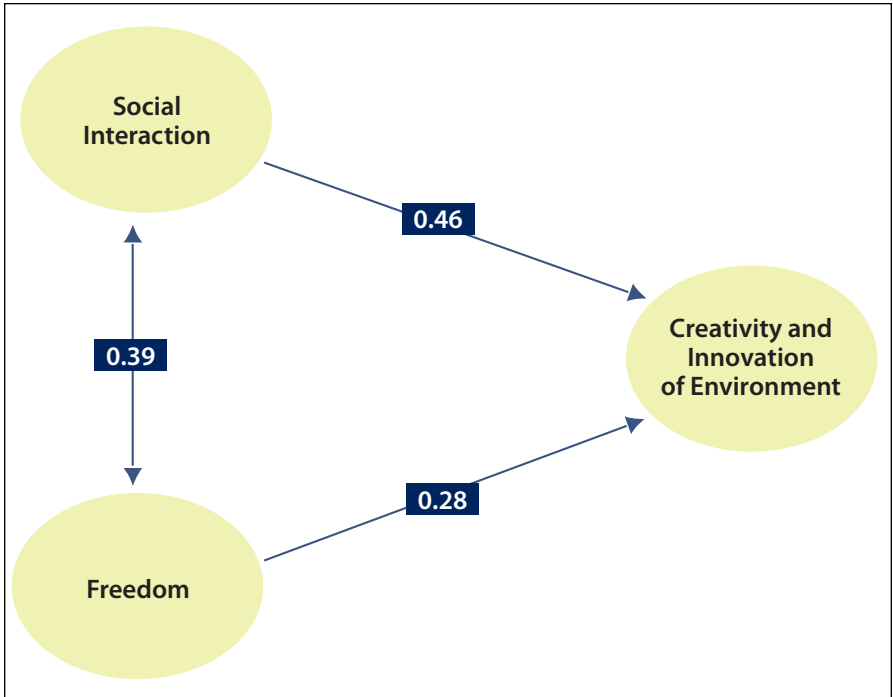 Social
Interaction
0.46
Creativity and
Innovation
of Environment
0.39
0.28
Freedom